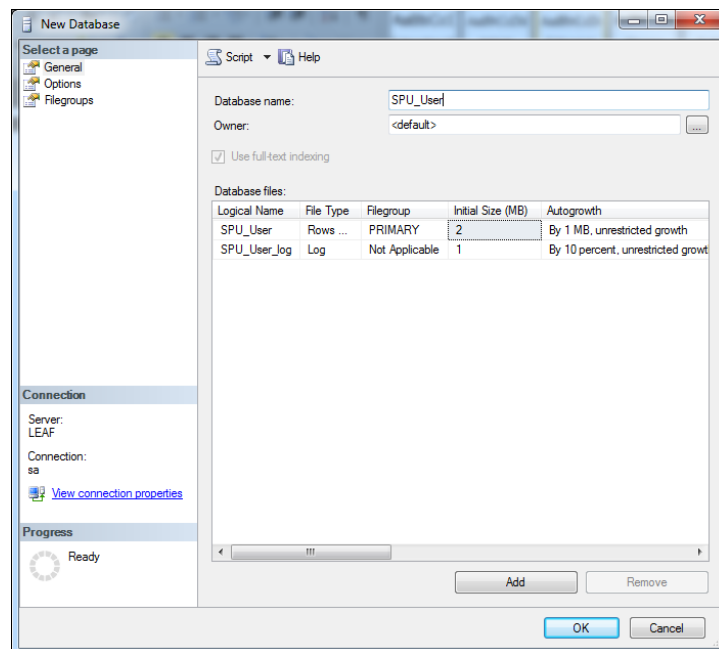 New Database
Select a page
General
Options
Filegroups
Script Help
Database name: SPU_User
Owner: <default> ...
Use full-text indexing
Database files:
Logical Name File Type Filegroup Initial Size (MB) Autogrowth
SPU_User Rows ... PRIMARY 2 By 1 MB, unrestricted growth
SPU_User_log Log Not Applicable 1 By 10 percent, unrestricted growt
Connection
Server:
LEAF
Connection:
sa
View connection properties
Progress
Ready
Add Remove
OK Cancel